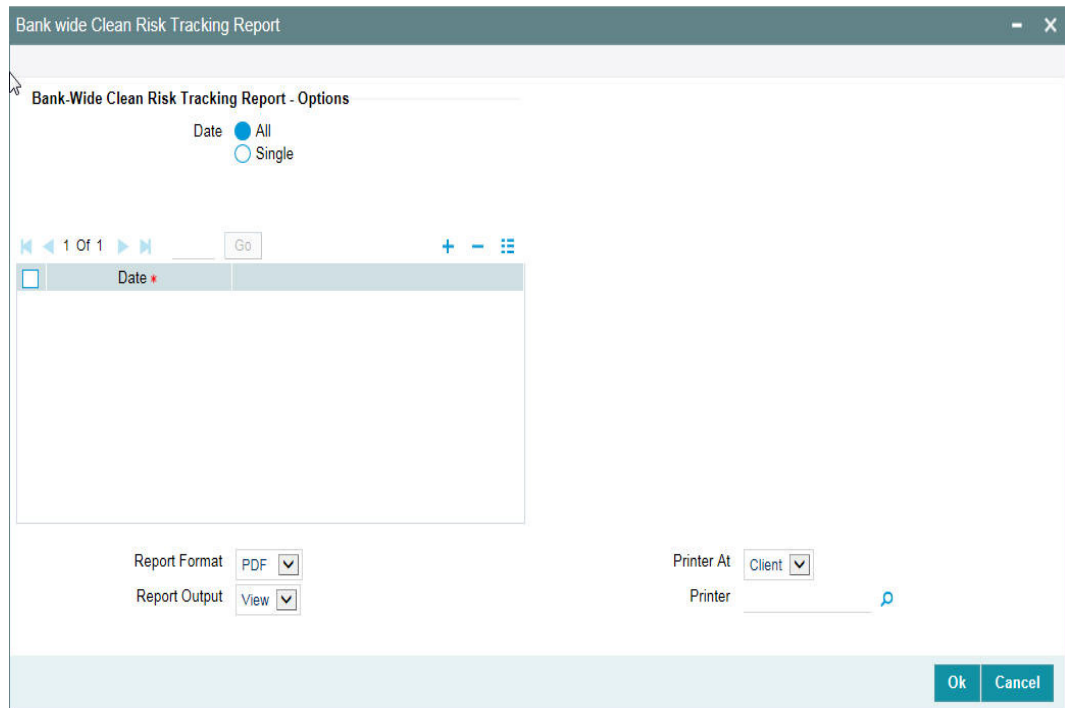 Bank wide Clean Risk Tracking Report
Bank-Wide Clean Risk Tracking Report - Options
Date All
Single
1 Of 1 Go
Date *
Report Format PDF Printer At Client
Report Output View Printer
Ok Cancel